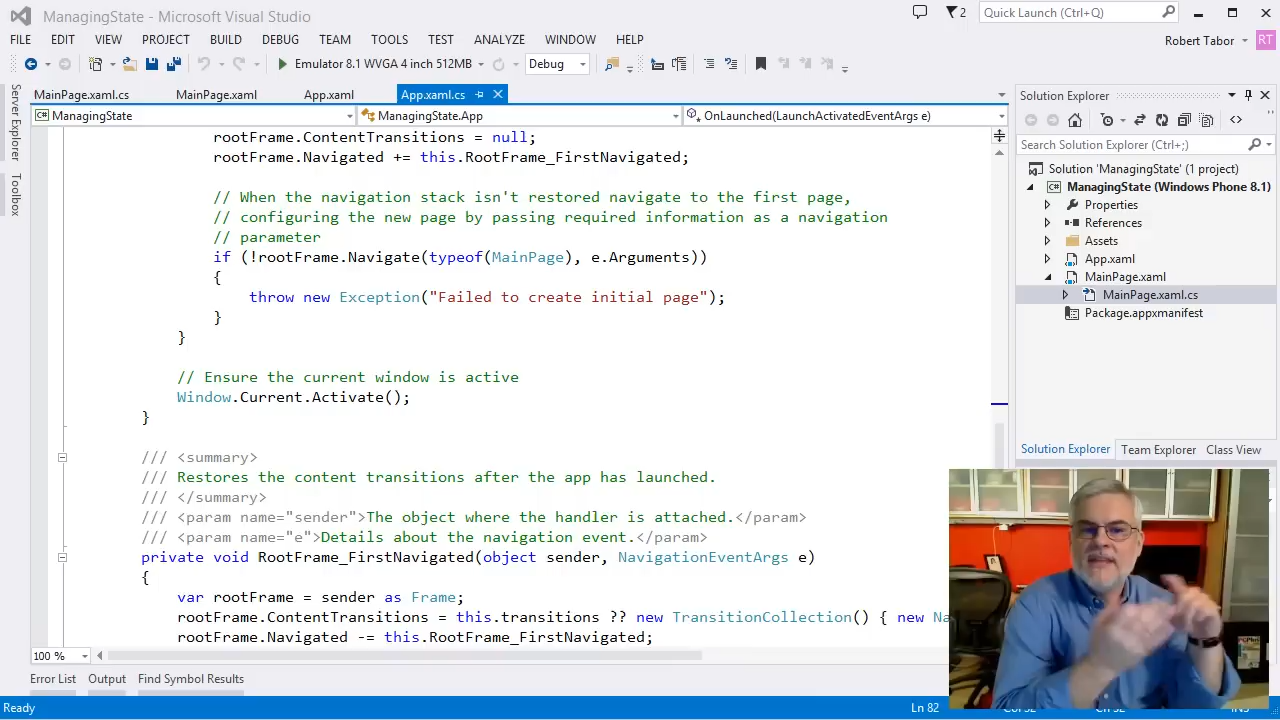 ManagingState - Microsoft Visual Studio
2
Quick Launch (Ctrl+Q)
FILE EDIT VIEW PROJECT BUILD DEBUG TEAM TOOLS TEST ANALYZE WINDOW HELP
Robert Tabor RT
Emulator 8.1 WVGA 4 inch 512MB Debug
Server Explorer
Toolbox
MainPage.xaml.cs MainPage.xaml App.xaml App.xaml.cs
ManagingState ManagingState.App OnLaunched(LaunchActivatedEventArgs e)
rootFrame.ContentTransitions = null;
rootFrame.Navigated += this.RootFrame_FirstNavigated;
// When the navigation stack isn't restored navigate to the first page,
// configuring the new page by passing required information as a navigation
// parameter
if (!rootFrame.Navigate(typeof(MainPage), e.Arguments))
{
throw new Exception("Failed to create initial page");
}
}
// Ensure the current window is active
Window.Current.Activate();
}
/// <summary>
/// Restores the content transitions after the app has launched.
/// </summary>
/// <param name="sender">The object where the handler is attached.</param>
/// <param name="e">Details about the navigation event.</param>
private void RootFrame_FirstNavigated(object sender, NavigationEventArgs e)
{
var rootFrame = sender as Frame;
rootFrame.ContentTransitions = this.transitions ?? new TransitionCollection() { new Na
rootFrame.Navigated -= this.RootFrame_FirstNavigated;
100 %
Solution Explorer
Search Solution Explorer (Ctrl+;)
Solution 'ManagingState' (1 project)
ManagingState (Windows Phone 8.1)
Properties
References
Assets
App.xaml
MainPage.xaml
MainPage.xaml.cs
Package.appxmanifest
Solution Explorer Team Explorer Class View
Error List Output Find Symbol Results
Ready Ln 82